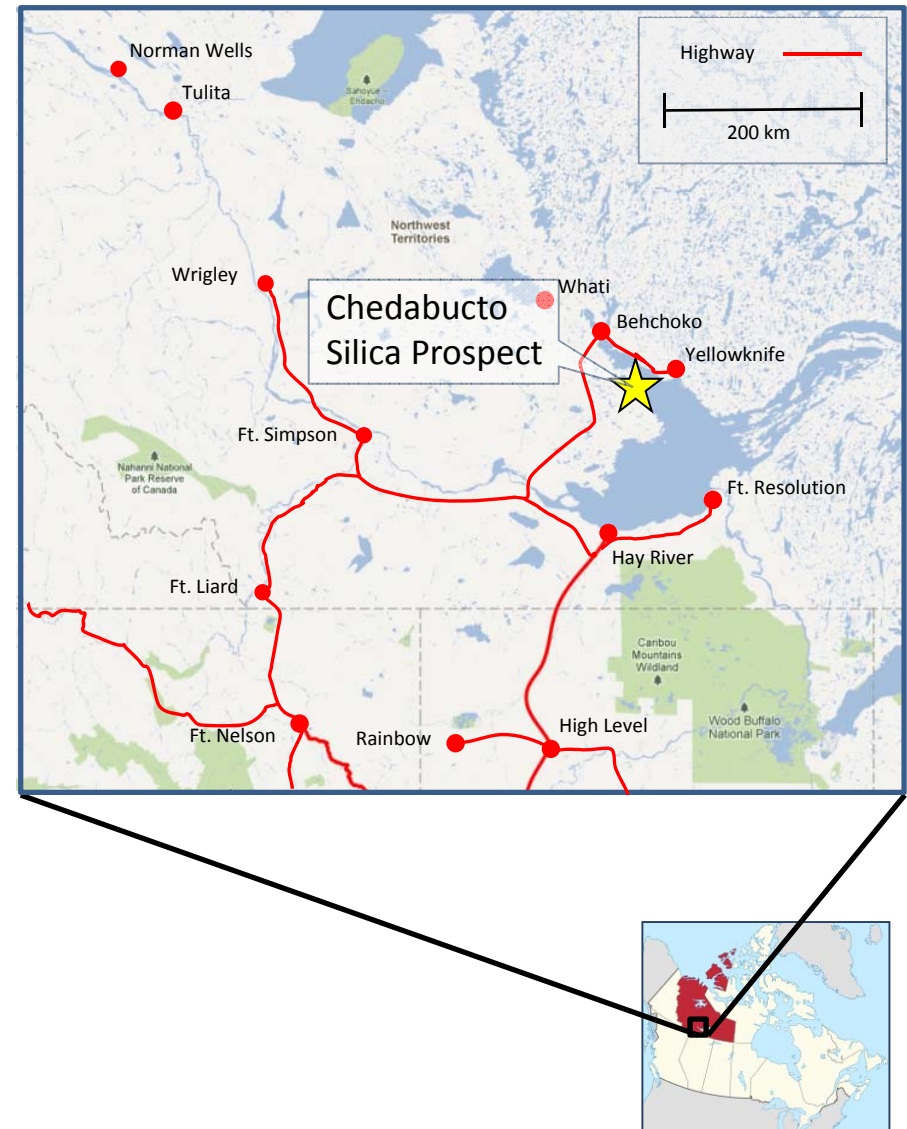 Norman Wells
Tulita
Sahoyue -
Ehdacho
Highway
200 km
Northwest
Territories
Wrigley
Whati
Chedabucto
Silica Prospect
Behchoko
Yellowknife
Ft. Simpson
Nahanni National
Park Reserve
of Canada
Ft. Resolution
Hay River
Ft. Liard
Caribou
Mountains
Wildland
Wood Buffalo
National Park
Ft. Nelson
Rainbow
High Level